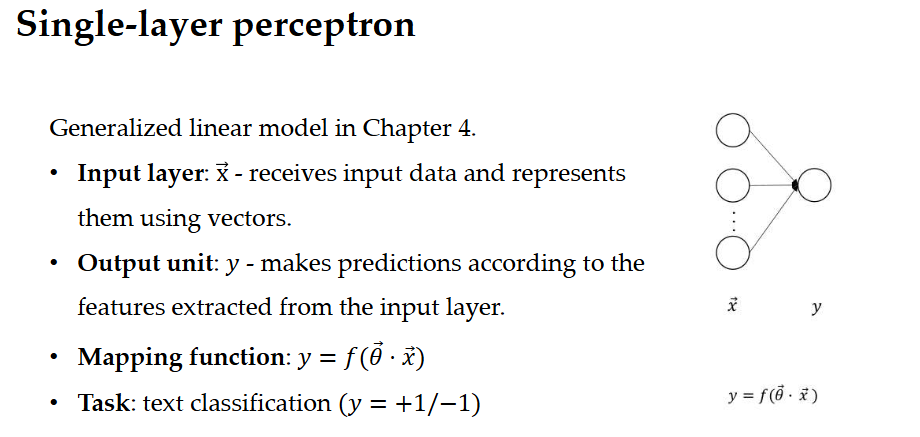 Single-layer perceptron
Generalized linear model in Chapter 4.
• Input layer: x⃗ - receives input data and represents
them using vectors.
• Output unit: y - makes predictions according to the
features extracted from the input layer.
• Mapping function: y = f(θ⃗ · x⃗)
• Task: text classification (y = +1/−1)
⋮
x⃗ y
y = f(θ⃗ · x⃗ )